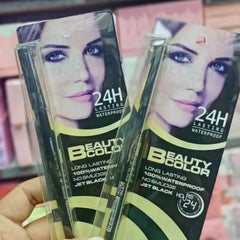 24H
LASTING
WATERPROOF
BEAUTY
COLOR
LONG LASTING
100% WATERPROOF
NO SMUDGE
JET BLACK
24H
LASTING
WATERPROOF
BEAUTY
COLOR
LONG LASTING
100% WATERPROOF
NO SMUDGE
JET BLACK
24